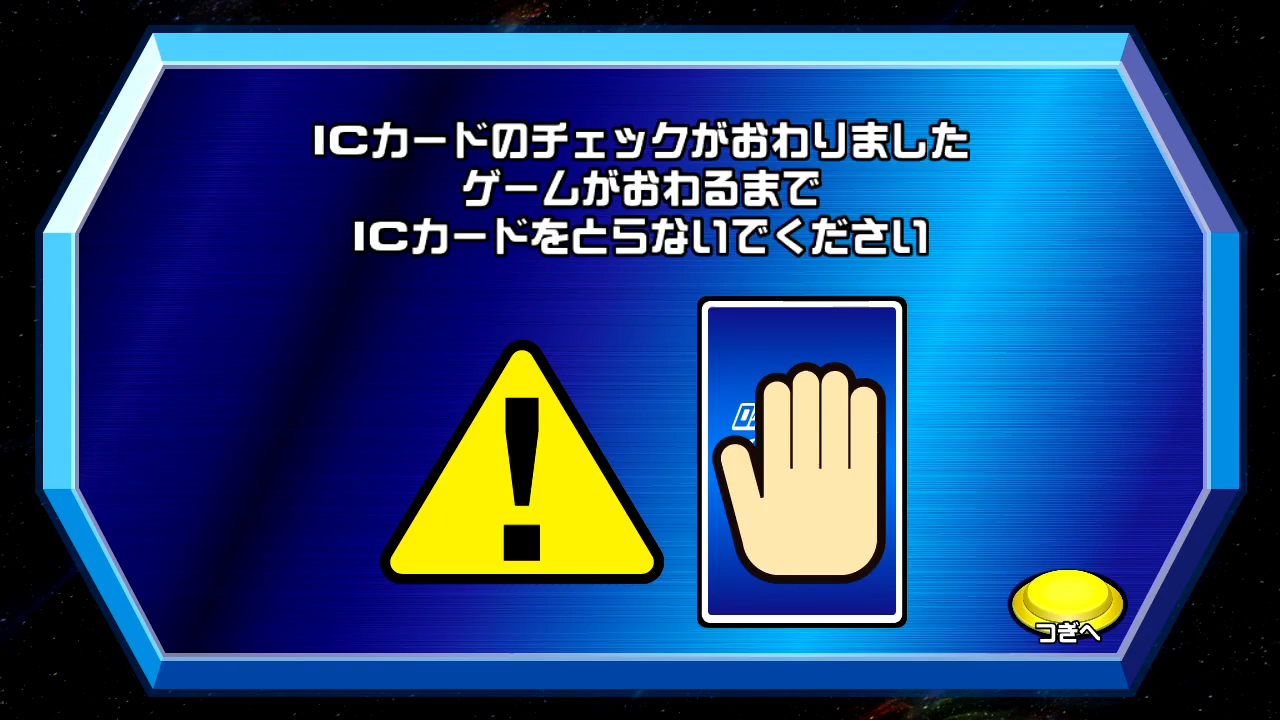 ICカードのチェックがおわりました
ゲームがおわるまで
ICカードをとらないでください
つぎへ